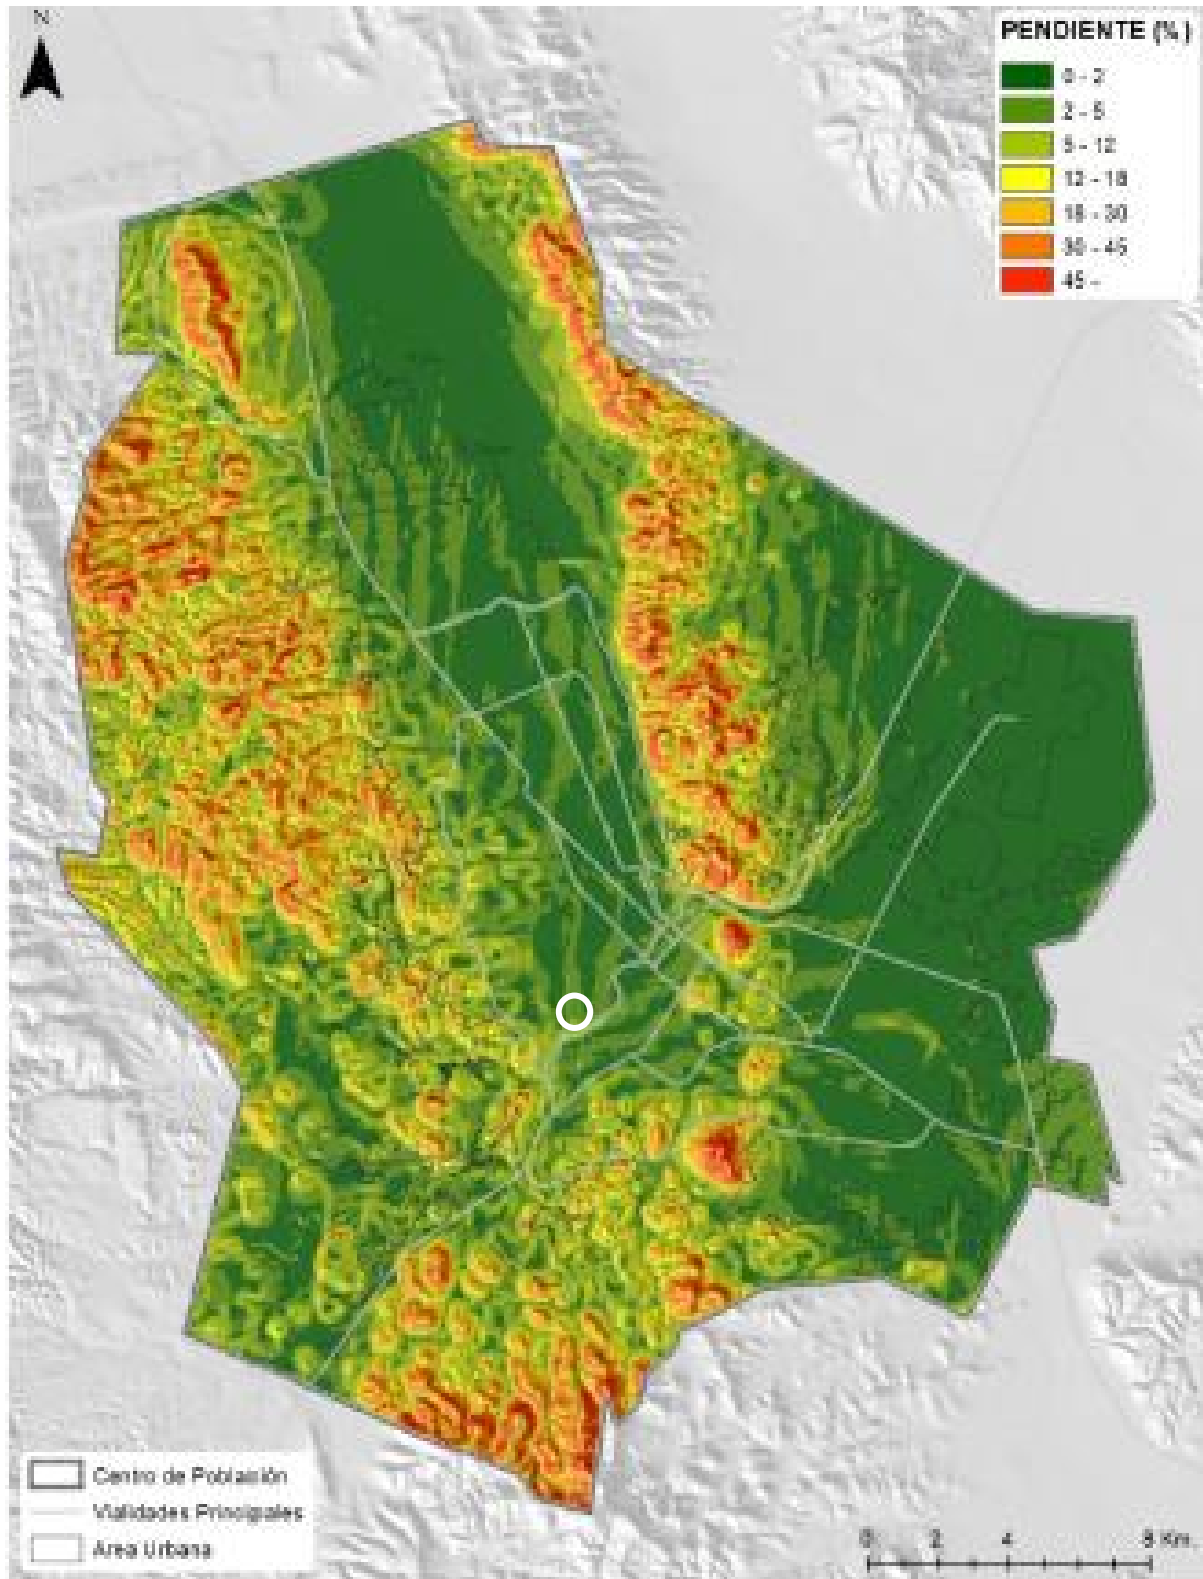 N
PENDIENTE (%)
0 - 2
2 - 5
5 - 12
12 - 18
18 - 30
30 - 45
45 -
Centro de Población
Vialidades Principales
Area Urbana
0 2 4 8 Km.